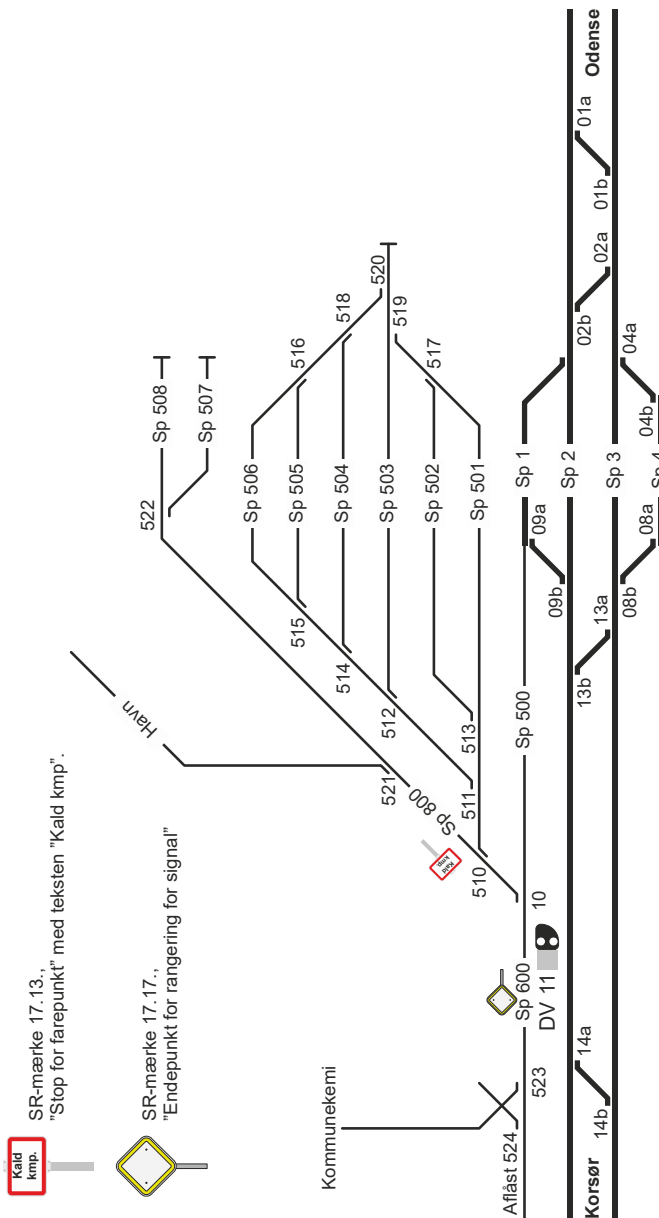 Kald
kmp.
SR-mærke 17.13.,
"Stop for farepunkt" med teksten "Kald kmp".
SR-mærke 17.17.,
"Endepunkt for rangering for signal"
Kommunekemi
Havn
522
Sp 508
Sp 507
516
518
520
519
517
Sp 506
Sp 505
Sp 504
Sp 503
Sp 502
Sp 501
515
514
512
513
511
521
Sp 800
Kald
kmp.
510
10
Aflåst 524
523
Sp 600
DV 11
Sp 500
Sp 1
09a
09b
Sp 2
02b
02a
01a
01b
Odense
Korsør
14b
14a
13b
13a
Sp 3
08b
08a
04b
04a
Sp 4